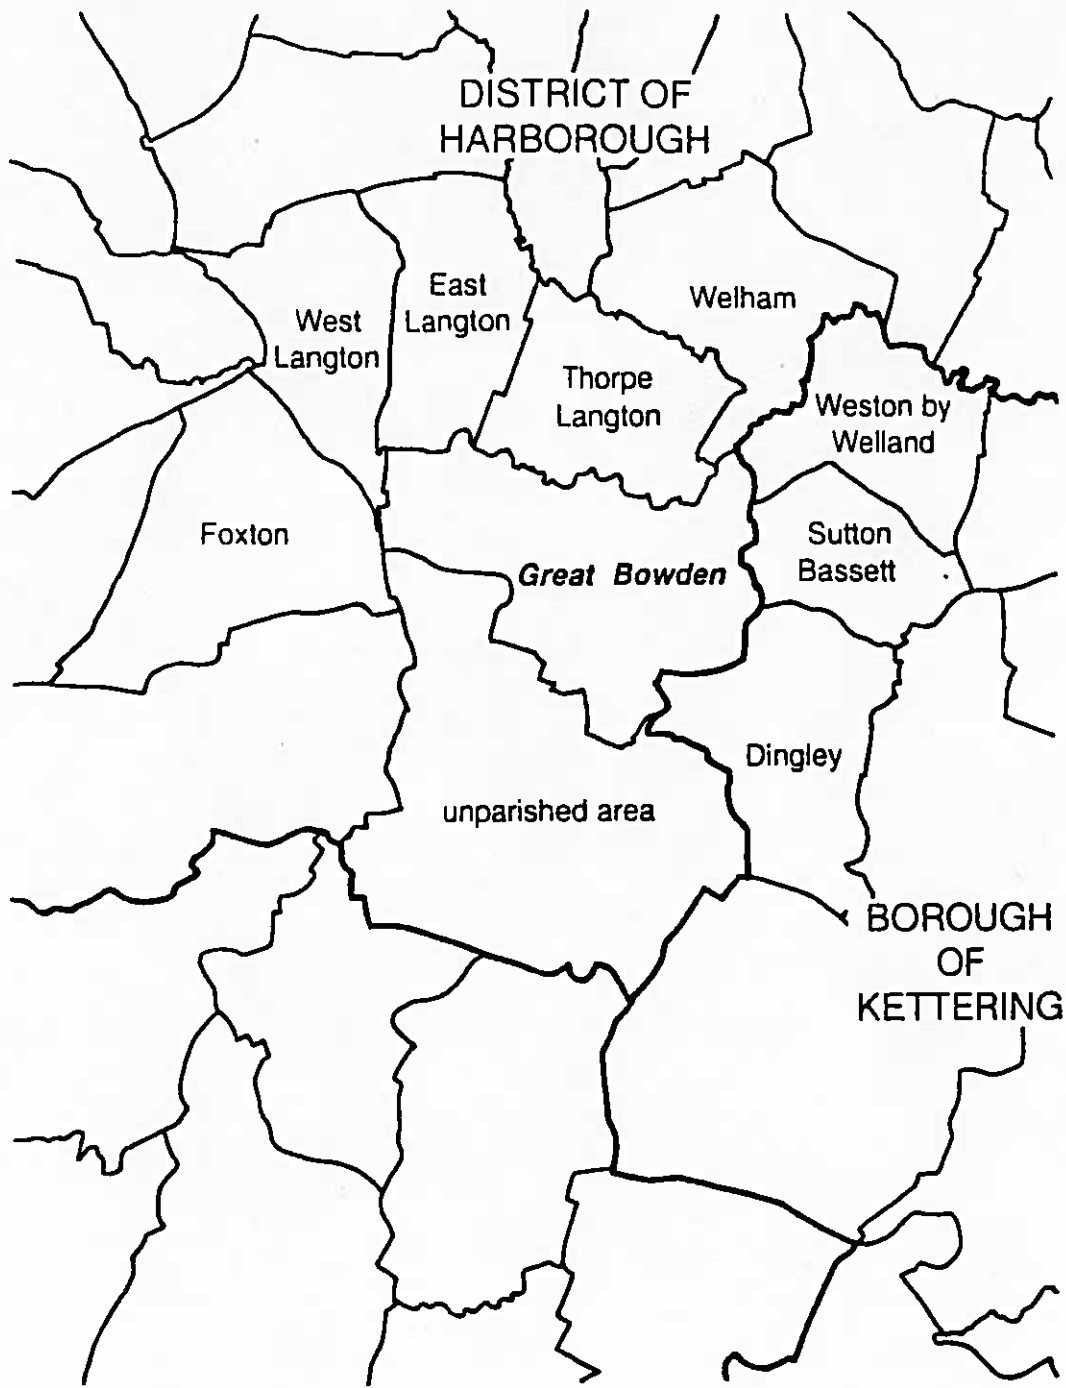 DISTRICT OF
HARBOROUGH
East
Langton
Welham
West
Langton
Thorpe
Langton
Weston by
Welland
Foxton
Great Bowden
Sutton
Bassett
Dingley
unparished area
BOROUGH
OF
KETTERING